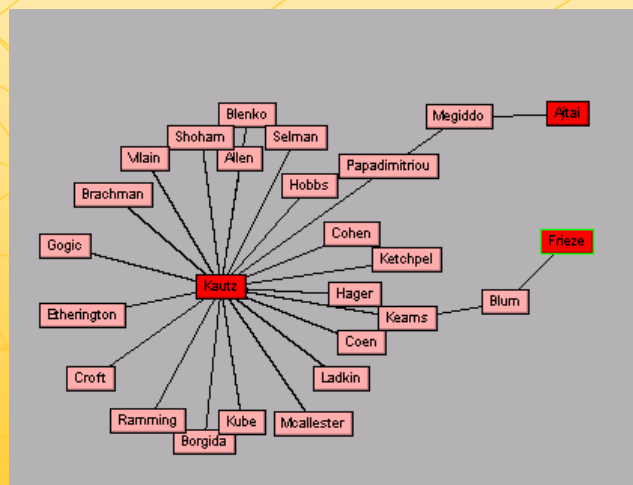 Blenko
Megiddo
Ajtai
Shoham
Selman
Vilain
Allen
Papadimitriou
Brachman
Hobbs
Cohen
Frieze
Gogic
Ketchpel
Kautz
Hager
Blum
Etherington
Kearns
Coen
Croft
Ladkin
Ramming
Kube
Mcallester
Borgida